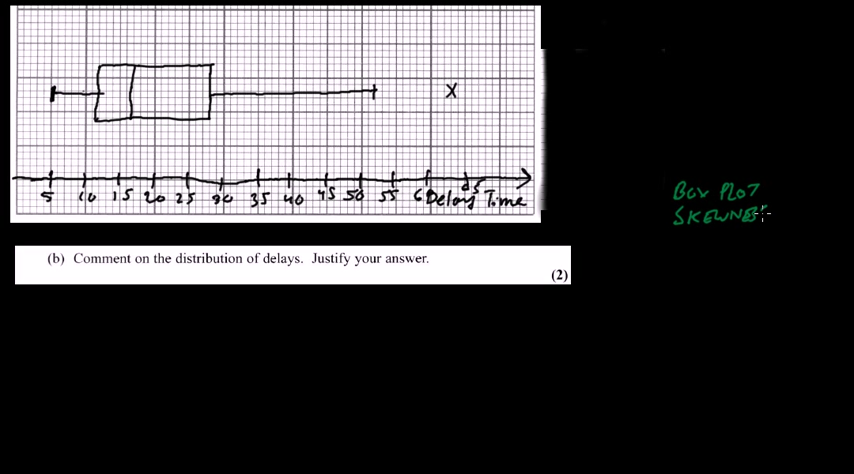 X
5 10 15 20 25 30 35 40 45 50 55 60 65
Delay Time
BOX PLOT
SKEWNESS
(b) Comment on the distribution of delays. Justify your answer.
(2)